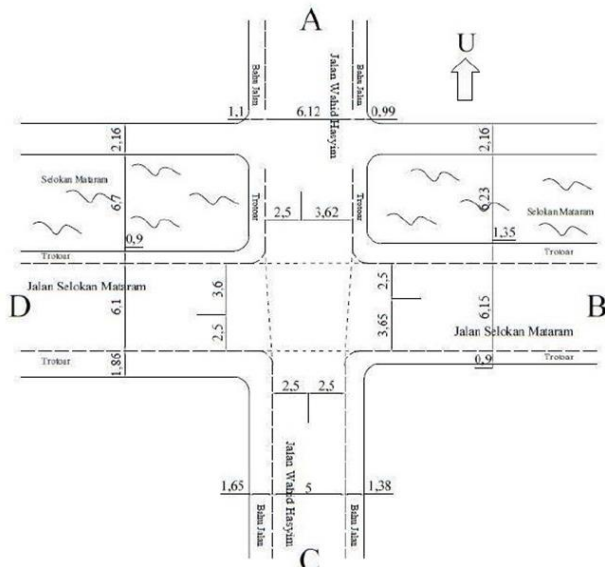 A
U
Jalan Wahid Hasyim
Bahu Jalan
Bahu Jalan
1,1
6.12
0,99
2,16
2,16
Selokan Mataram
6,7
6,23
Selokan Mataram
Trotoar
Trotoar
2,5
3,62
0,9
1,35
Trotoar
Trotoar
Jalan Selokan Mataram
D
6,1
3,6
2,5
2,5
3,65
6,15
B
Jalan Selokan Mataram
Trotoar
1,86
0,9
Trotoar
2,5
2,5
Jalan Wahid Hasyim
1,65
5
1,38
Bahu Jalan
Bahu Jalan
C